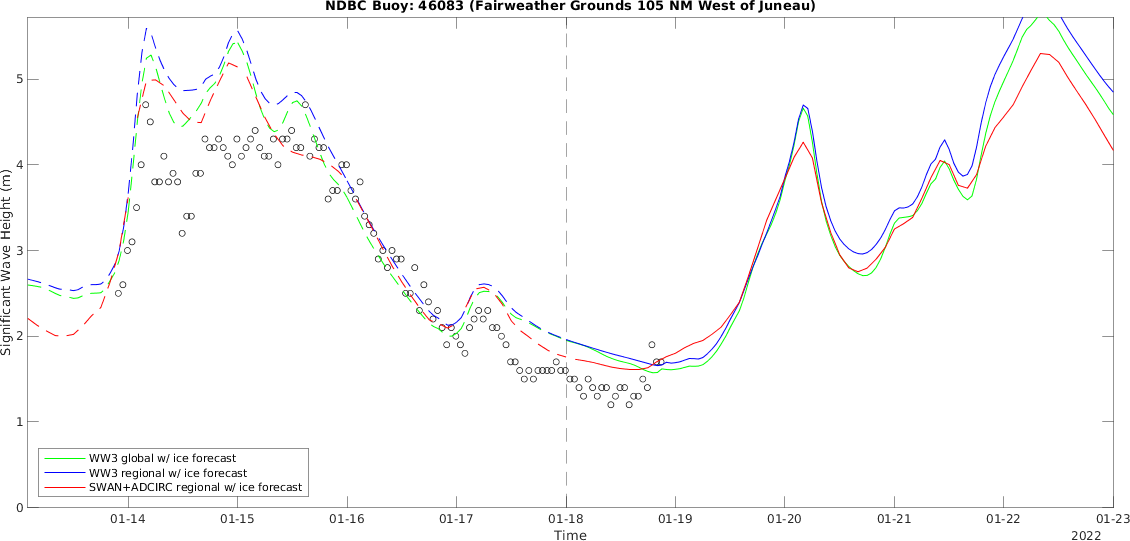 NDBC Buoy: 46083 (Fairweather Grounds 105 NM West of Juneau)
Significant Wave Height (m)
5
4
3
2
1
0
WW3 global w/ ice forecast
WW3 regional w/ ice forecast
SWAN+ADCIRC regional w/ ice forecast
01-14 01-15 01-16 01-17 01-18 01-19 01-20 01-21 01-22 01-23
Time
2022